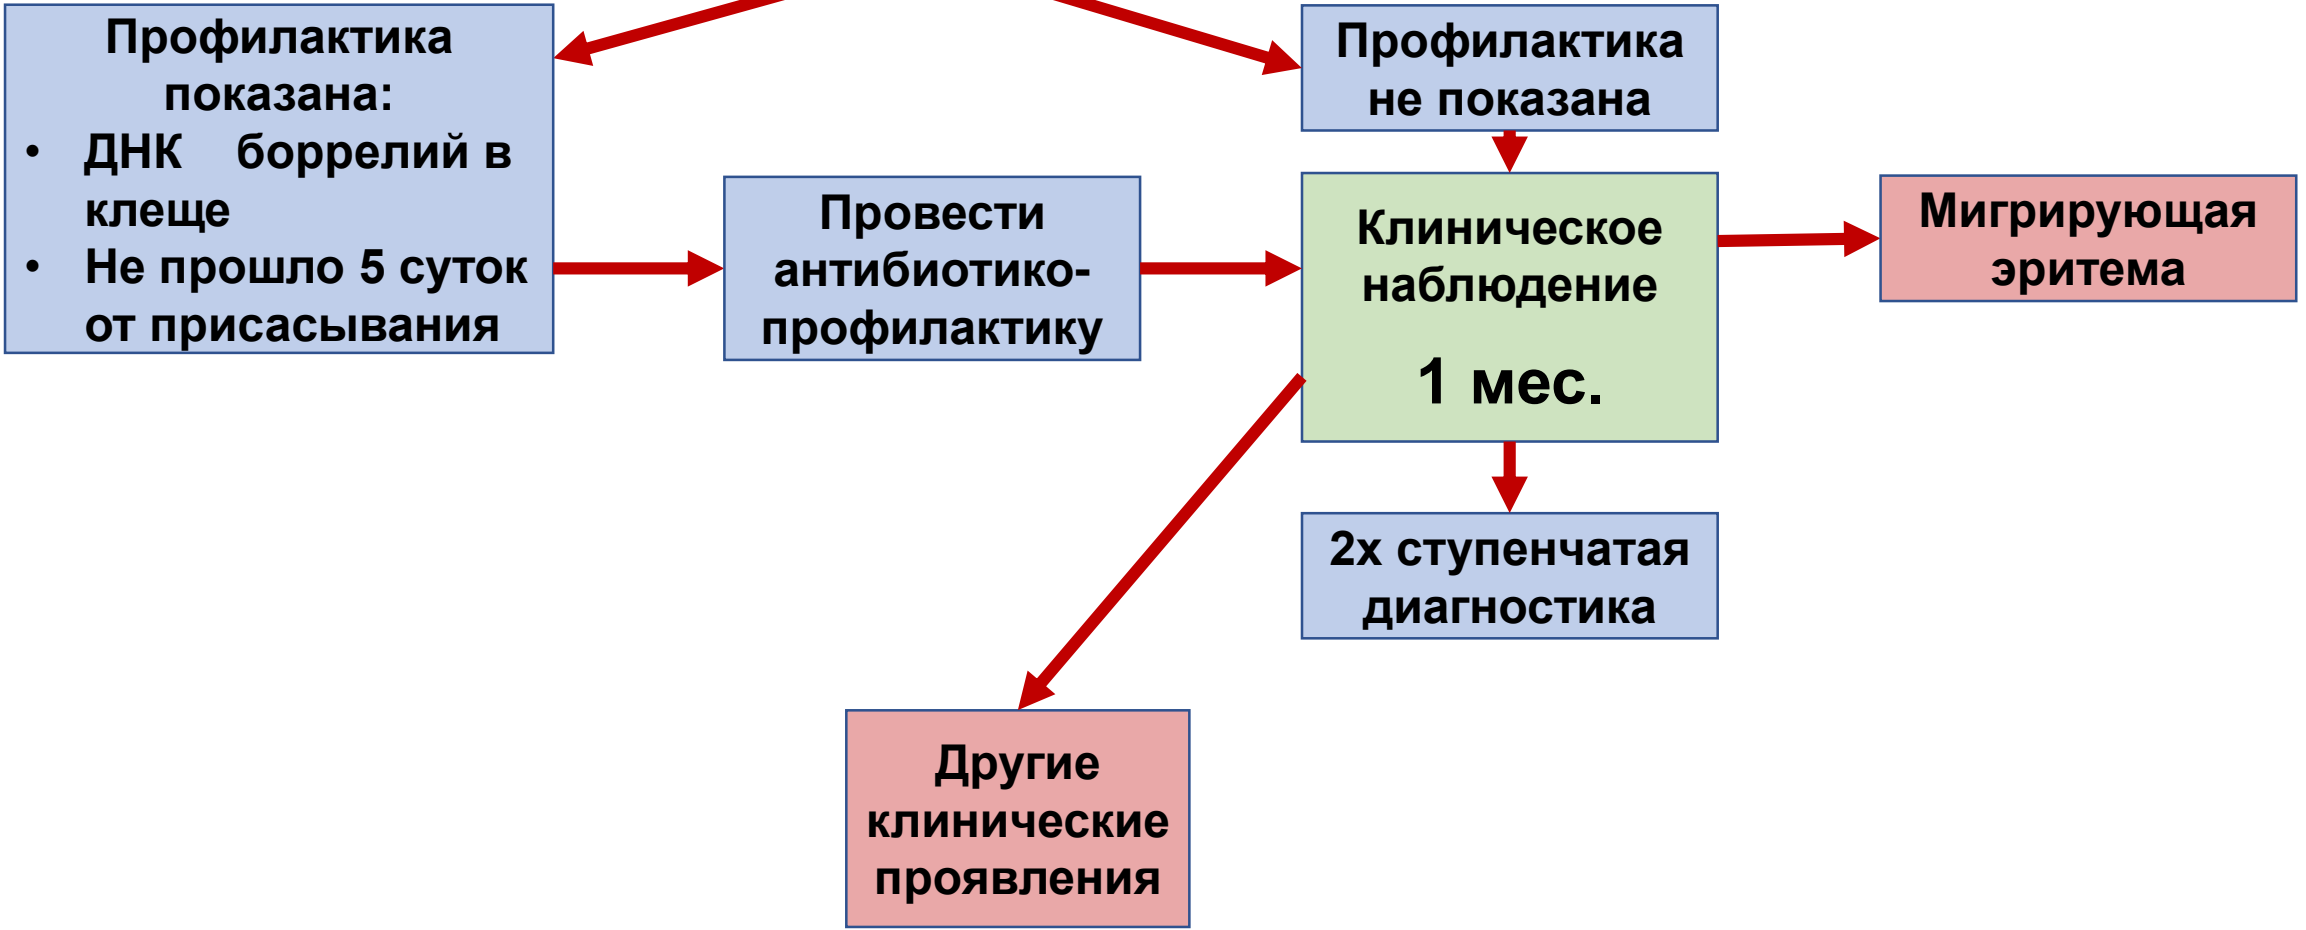 Профилактика
показана:
• ДНК боррелий в
клеще
• Не прошло 5 суток
от присасывания
Провести
антибиотико-
профилактику
Профилактика
не показана
Клиническое
наблюдение
1 мес.
Мигрирующая
эритема
2х ступенчатая
диагностика
Другие
клинические
проявления